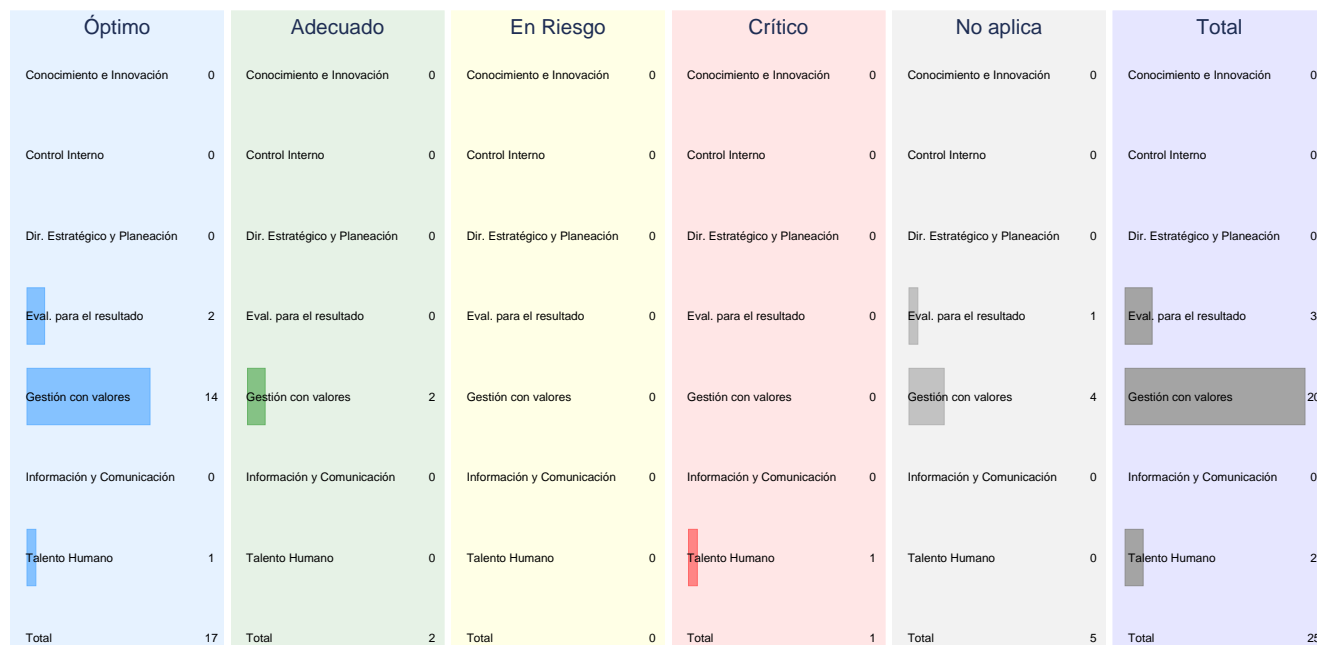 Óptimo Adecuado En Riesgo Crítico No aplica Total
Conocimiento e Innovación 0 Conocimiento e Innovación 0 Conocimiento e Innovación 0 Conocimiento e Innovación 0 Conocimiento e Innovación 0 Conocimiento e Innovación 0
Control Interno 0 Control Interno 0 Control Interno 0 Control Interno 0 Control Interno 0 Control Interno 0
Dir. Estratégico y Planeación 0 Dir. Estratégico y Planeación 0 Dir. Estratégico y Planeación 0 Dir. Estratégico y Planeación 0 Dir. Estratégico y Planeación 0 Dir. Estratégico y Planeación 0
Eval. para el resultado 2 Eval. para el resultado 0 Eval. para el resultado 0 Eval. para el resultado 0 Eval. para el resultado 1 Eval. para el resultado 3
Gestión con valores 14 Gestión con valores 2 Gestión con valores 0 Gestión con valores 0 Gestión con valores 4 Gestión con valores 20
Información y Comunicación 0 Información y Comunicación 0 Información y Comunicación 0 Información y Comunicación 0 Información y Comunicación 0 Información y Comunicación 0
Talento Humano 1 Talento Humano 0 Talento Humano 0 Talento Humano 1 Talento Humano 0 Talento Humano 2
Total 17 Total 2 Total 0 Total 1 Total 5 Total 25